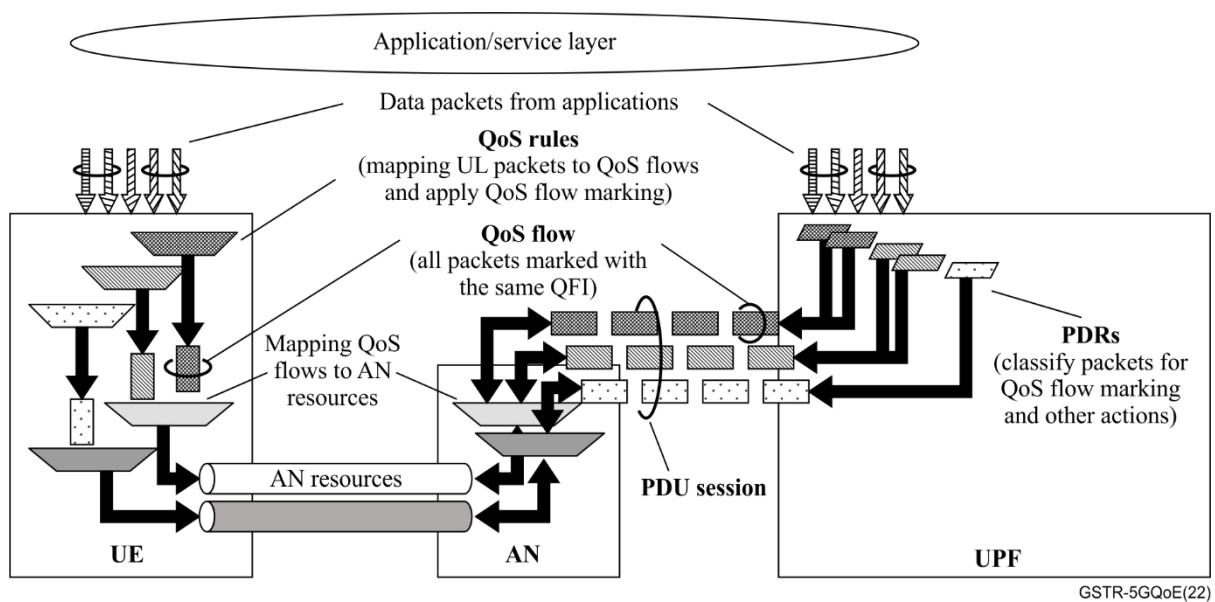 Application/service layer
Data packets from applications
QoS rules
(mapping UL packets to QoS flows
and apply QoS flow marking)
QoS flow
(all packets marked with
the same QFI)
Mapping QoS
flows to AN
resources
PDRs
(classify packets for
QoS flow marking
and other actions)
AN resources
PDU session
UE
AN
UPF
GSTR-5GQoE(22)